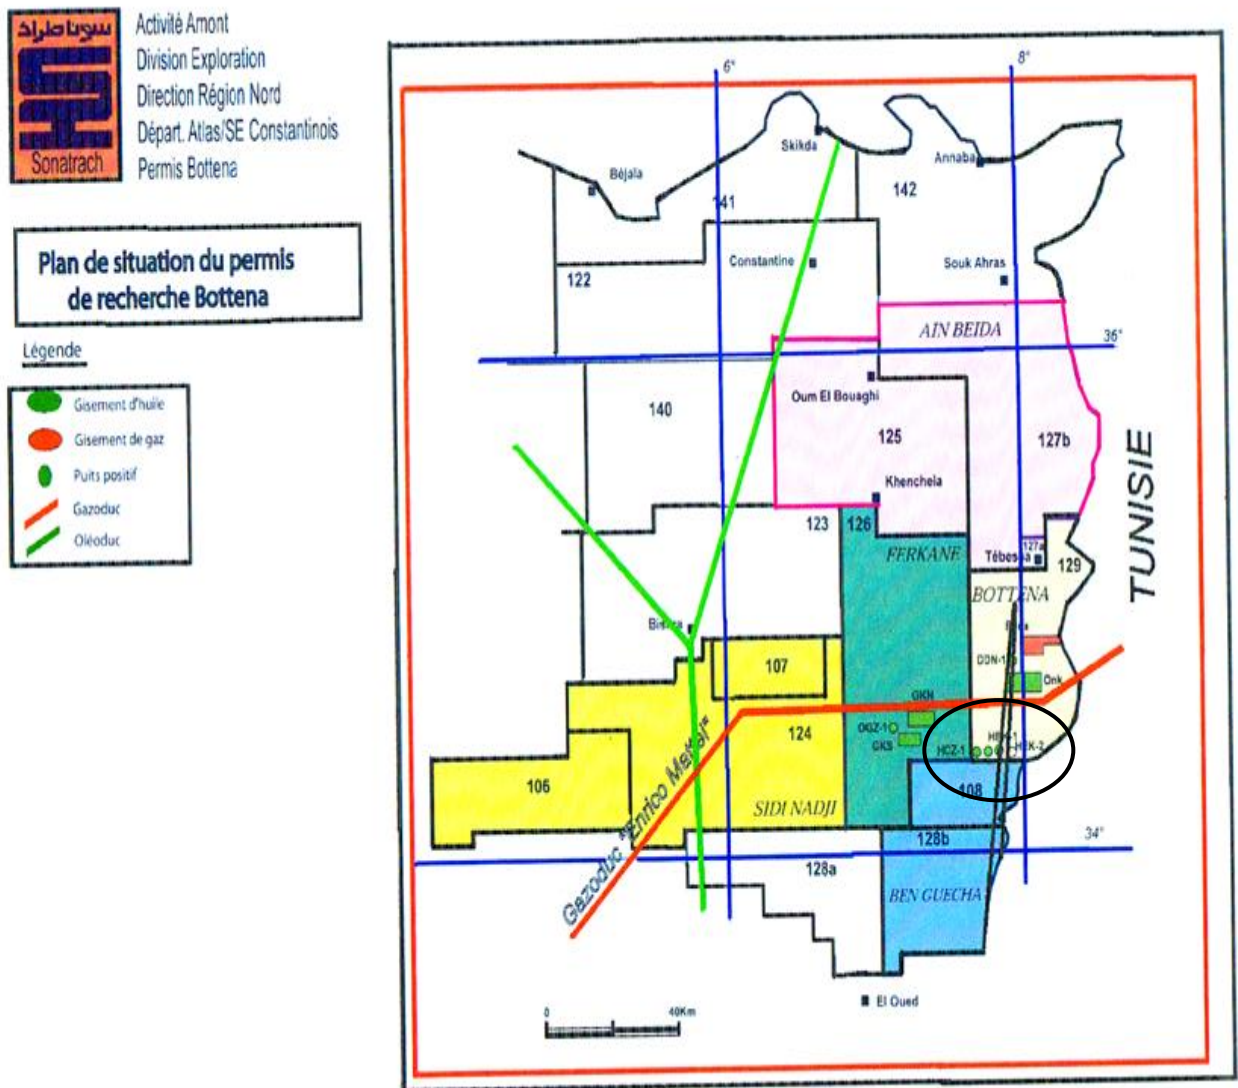 سوناطراك
Sonatrach
Activité Amont
Division Exploration
Direction Région Nord
Départ. Atlas/SE Constantinois
Permis Bottena
Plan de situation du permis
de recherche Bottena
Légende
Gisement d'huile
Gisement de gaz
Puits positif
Gazoduc
Oléoduc
6°
8°
Skikda
Annaba
Béjaïa
141
142
Constantine
Souk Ahras
122
AIN BEIDA
36°
Oum El Bouaghi
140
125
127b
Khenchela
TUNISIE
123
126
FERKANE
127a
Tébessa
129
BOTTENA
107
DDN-1
Onk
GKN
OGZ-1
GKS
HCZ-1
HBK-1
HEK-2
124
106
108
SIDI NADJI
Gazoduc "Enrico Mattei"
34°
128b
128a
BEN GUECHA
El Oued
0
40Km